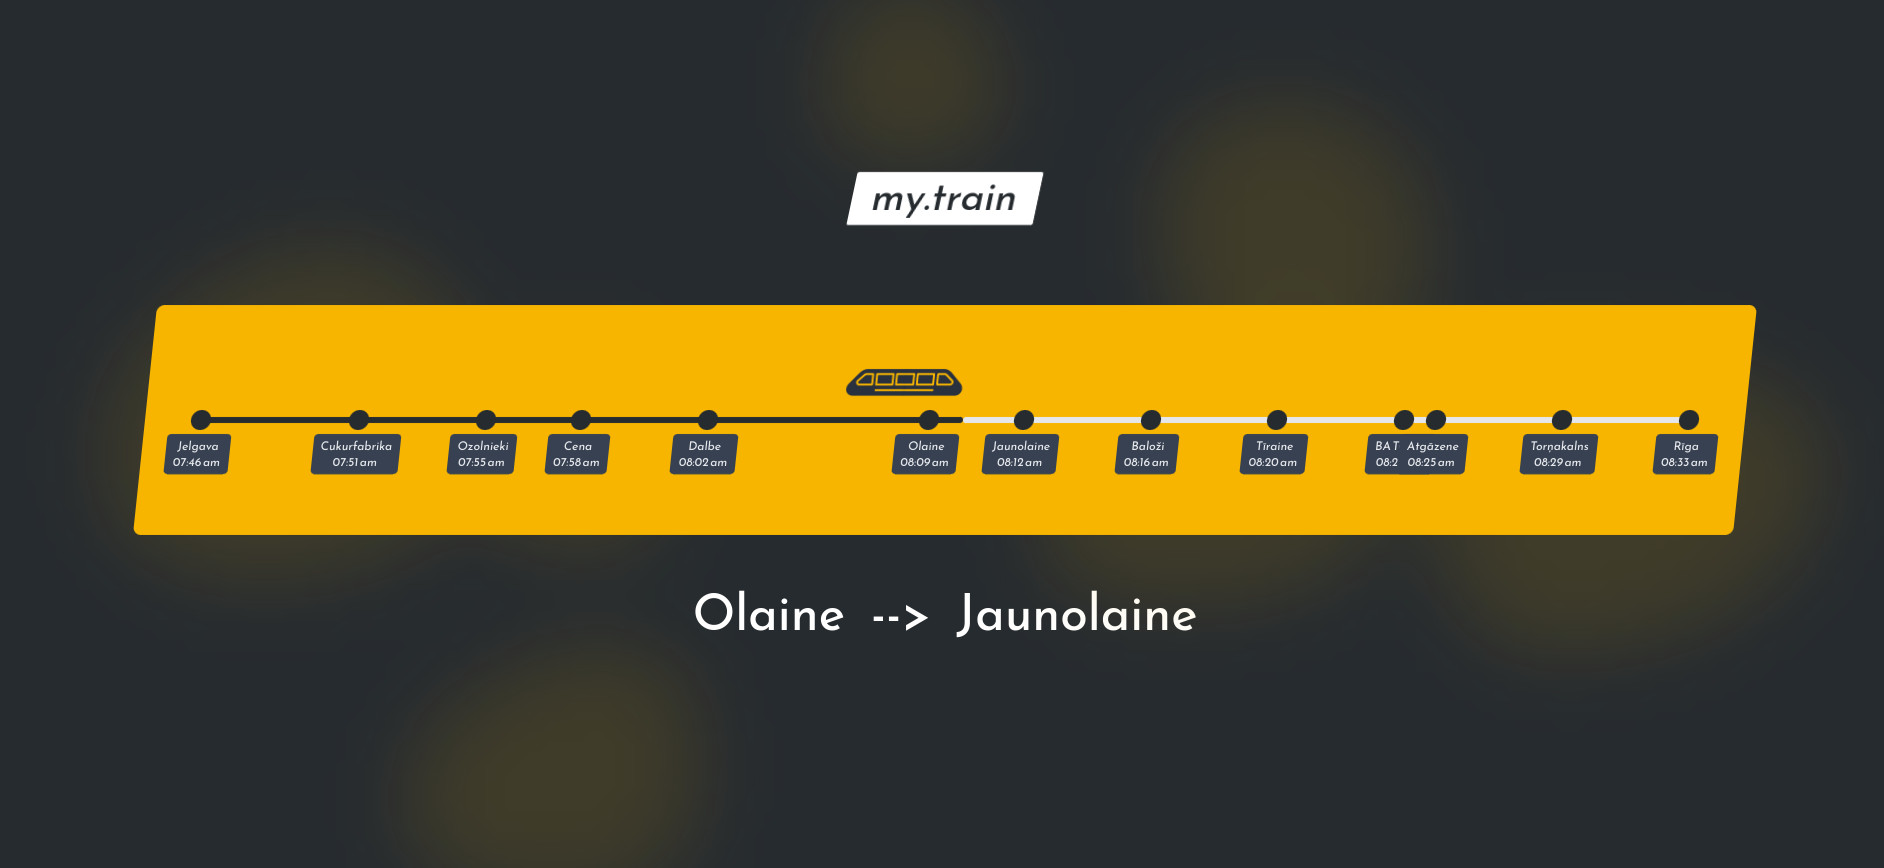 my.train
Jelgava
07:46 am
Cukurfabrika
07:51 am
Ozolnieki
07:55 am
Cena
07:58 am
Dalbe
08:02 am
Olaine
08:09 am
Jaunolaine
08:12 am
Baloži
08:16 am
Tīraine
08:20 am
BA T
08:2
Atgāzene
08:25 am
Torņakalns
08:29 am
Rīga
08:33 am
Olaine --> Jaunolaine